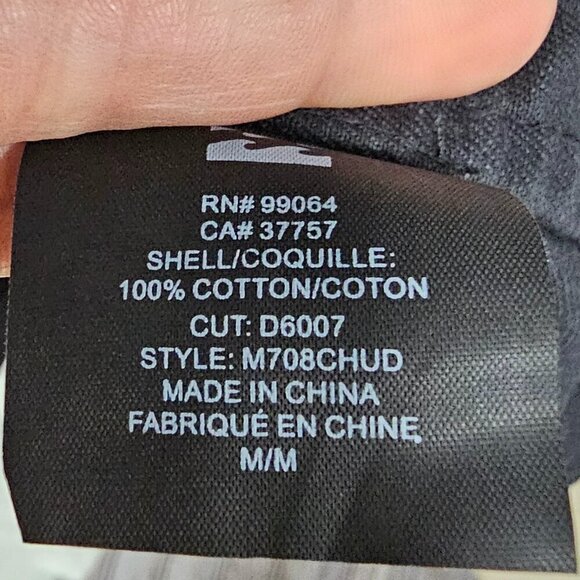 RN# 99064
CA# 37757
SHELL/COQUILLE:
100% COTTON/COTON
CUT: D6007
STYLE: M708CHUD
MADE IN CHINA
FABRIQUÉ EN CHINE
M/M